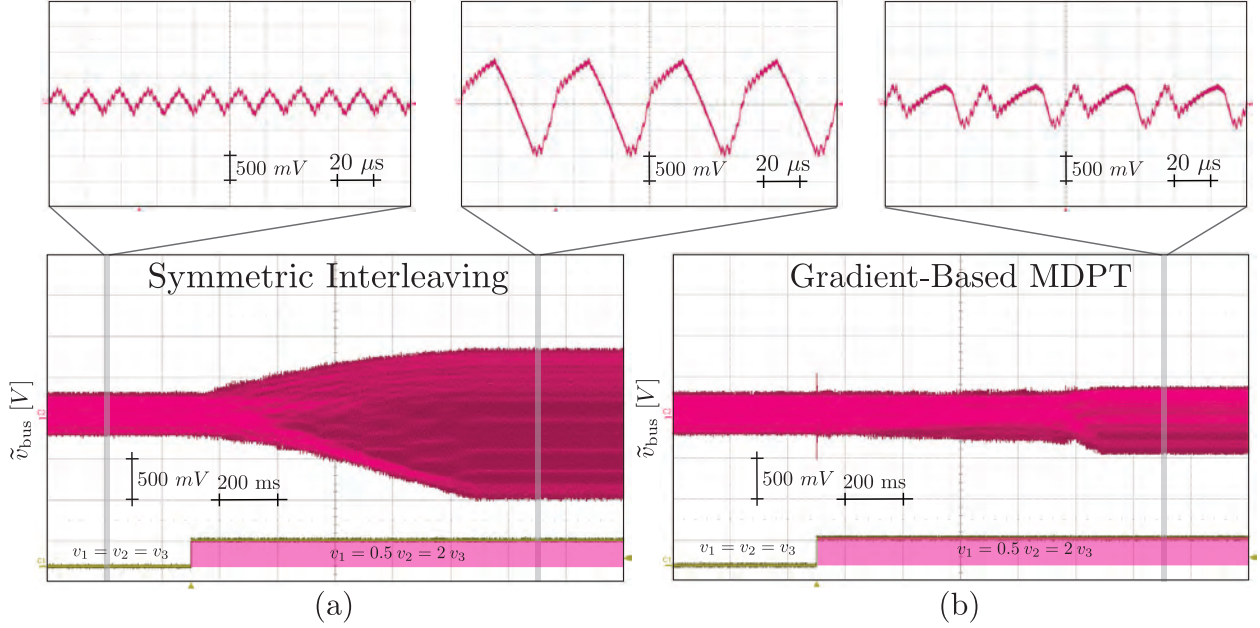 500 mV
20 μs
500 mV
20 μs
500 mV
20 μs
Symmetric Interleaving
ṽbus [V]
500 mV
200 ms
v1 = v2 = v3
v1 = 0.5 v2 = 2 v3
(a)
Gradient-Based MDPT
ṽbus [V]
500 mV
200 ms
v1 = v2 = v3
v1 = 0.5 v2 = 2 v3
(b)